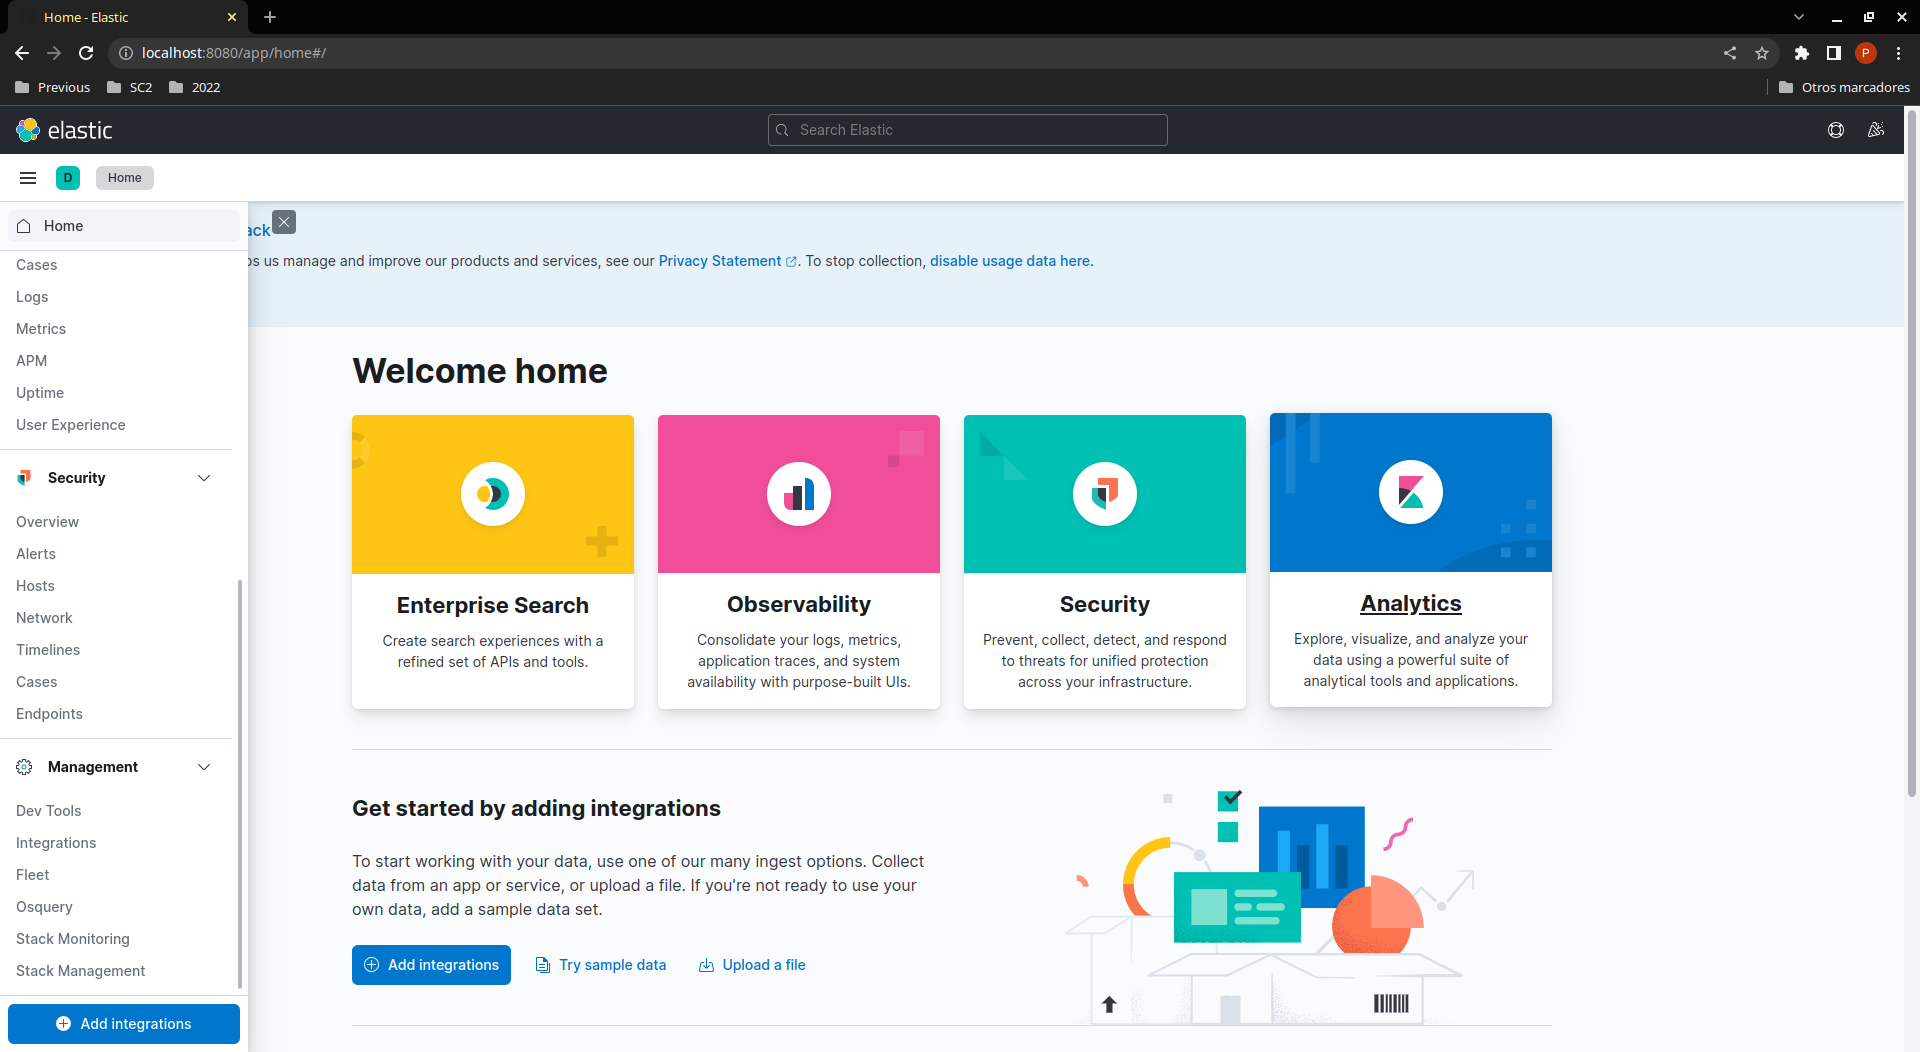 Home - Elastic
localhost:8080/app/home#/
P
Previous
SC2
2022
Otros marcadores
elastic
Search Elastic
D
Home
Home
Cases
Logs
Metrics
APM
Uptime
User Experience
Security
Overview
Alerts
Hosts
Network
Timelines
Cases
Endpoints
Management
Dev Tools
Integrations
Fleet
Osquery
Stack Monitoring
Stack Management
Add integrations
us manage and improve our products and services, see our Privacy Statement. To stop collection, disable usage data here.
Welcome home
Enterprise Search
Create search experiences with a
refined set of APIs and tools.
Observability
Consolidate your logs, metrics,
application traces, and system
availability with purpose-built UIs.
Security
Prevent, collect, detect, and respond
to threats for unified protection
across your infrastructure.
Analytics
Explore, visualize, and analyze your
data using a powerful suite of
analytical tools and applications.
Get started by adding integrations
To start working with your data, use one of our many ingest options. Collect
data from an app or service, or upload a file. If you're not ready to use your
own data, add a sample data set.
Add integrations
Try sample data
Upload a file